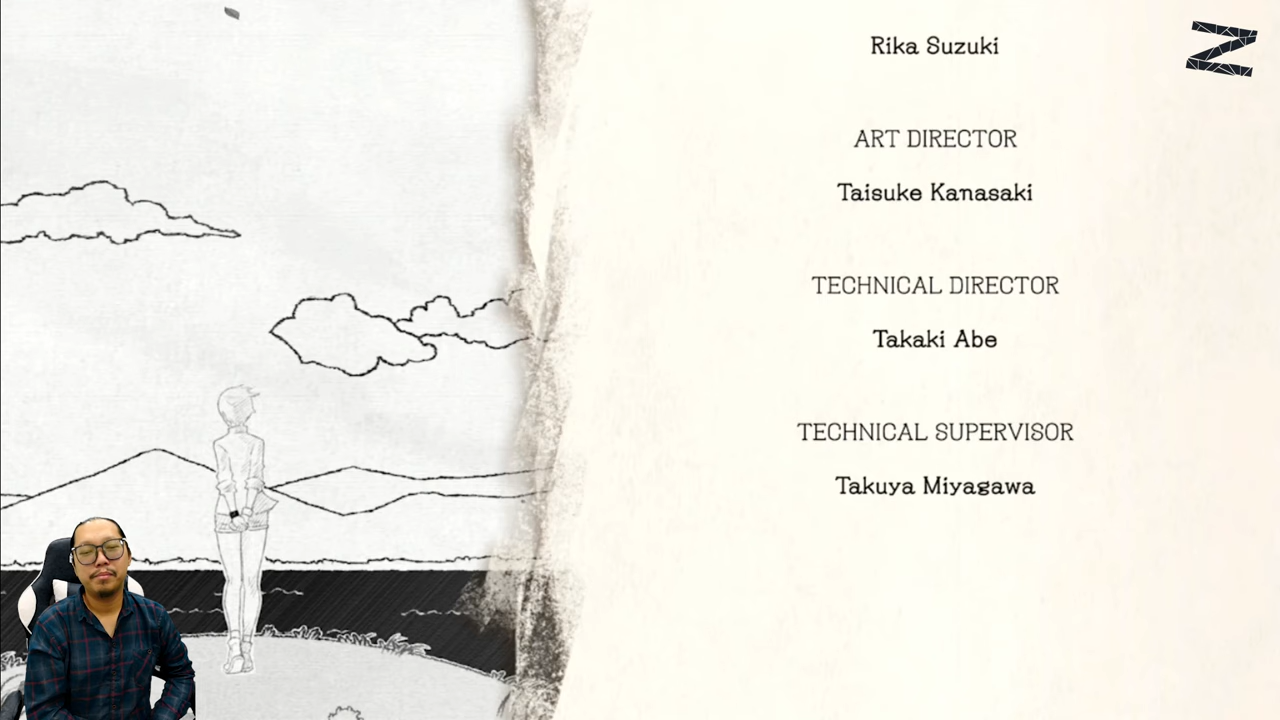 Rika Suzuki
ART DIRECTOR
Taisuke Kanasaki
TECHNICAL DIRECTOR
Takaki Abe
TECHNICAL SUPERVISOR
Takuya Miyagawa
Z